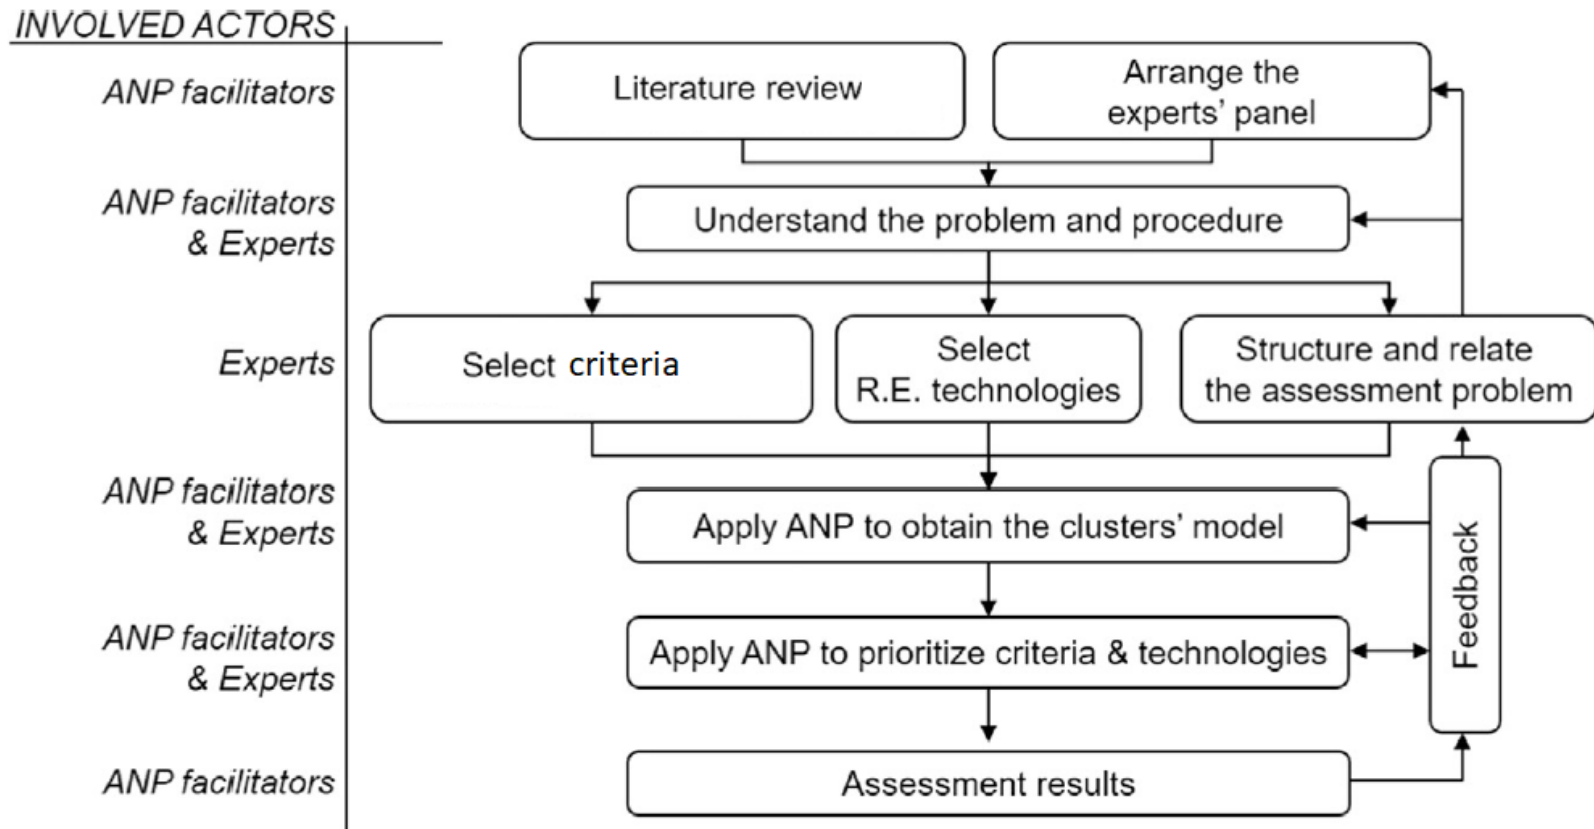 INVOLVED ACTORS
ANP facilitators
Literature review
Arrange the
experts' panel
ANP facilitators
& Experts
Understand the problem and procedure
Experts
Select criteria
Select
R.E. technologies
Structure and relate
the assessment problem
ANP facilitators
& Experts
Apply ANP to obtain the clusters' model
Feedback
ANP facilitators
& Experts
Apply ANP to prioritize criteria & technologies
ANP facilitators
Assessment results